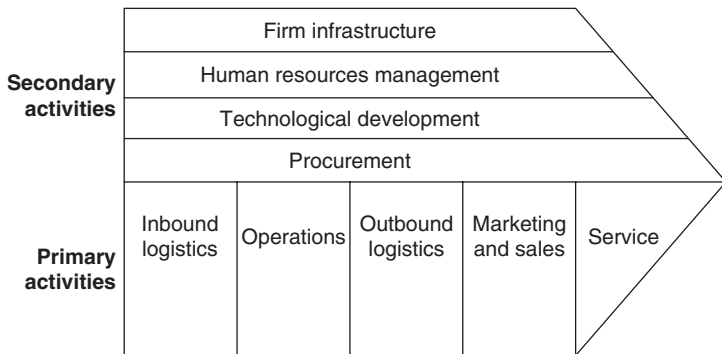 Firm infrastructure
Human resources management
Technological development
Procurement
Secondary
activities
Inbound
logistics
Operations
Outbound
logistics
Marketing
and sales
Service
Primary
activities